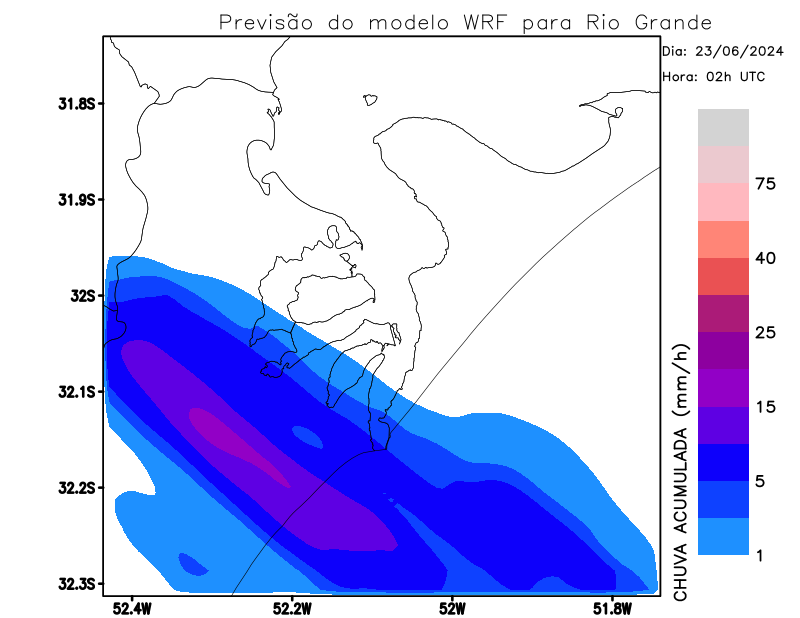 Previsão do modelo WRF para Rio Grande
Dia: 23/06/2024
Hora: 02h UTC
31.8S
31.9S
32S
32.1S
32.2S
32.3S
52.4W
52.2W
52W
51.8W
75
40
25
15
5
1
CHUVA ACUMULADA (mm/h)